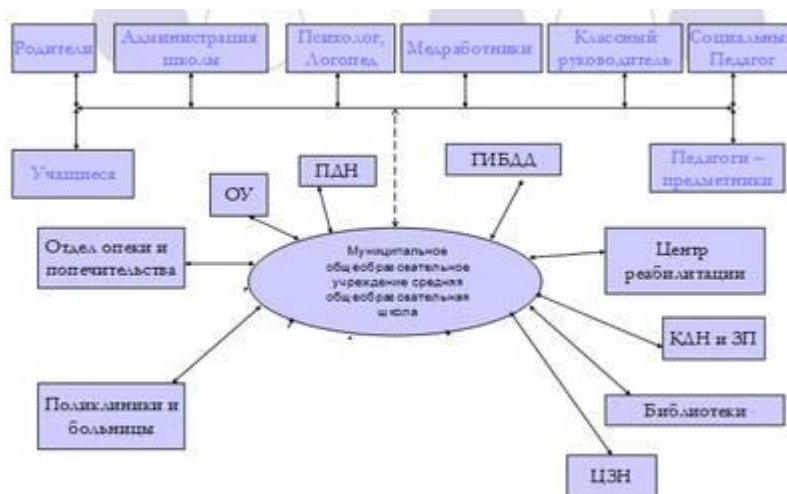 Родители
Администрация
школы
Психолог,
Логопед
Медработники
Классный
руководитель
Социальный
Педагог
Учащиеся
Педагоги –
предметники
ОУ
ПДН
ГИБДД
Отдел опеки и
попечительства
Муниципальное
общеобразовательное
учреждение средняя
общеобразовательная
школа
Центр
реабилитации
КДН и ЗП
Поликлиники и
больницы
Библиотеки
ЦЗН